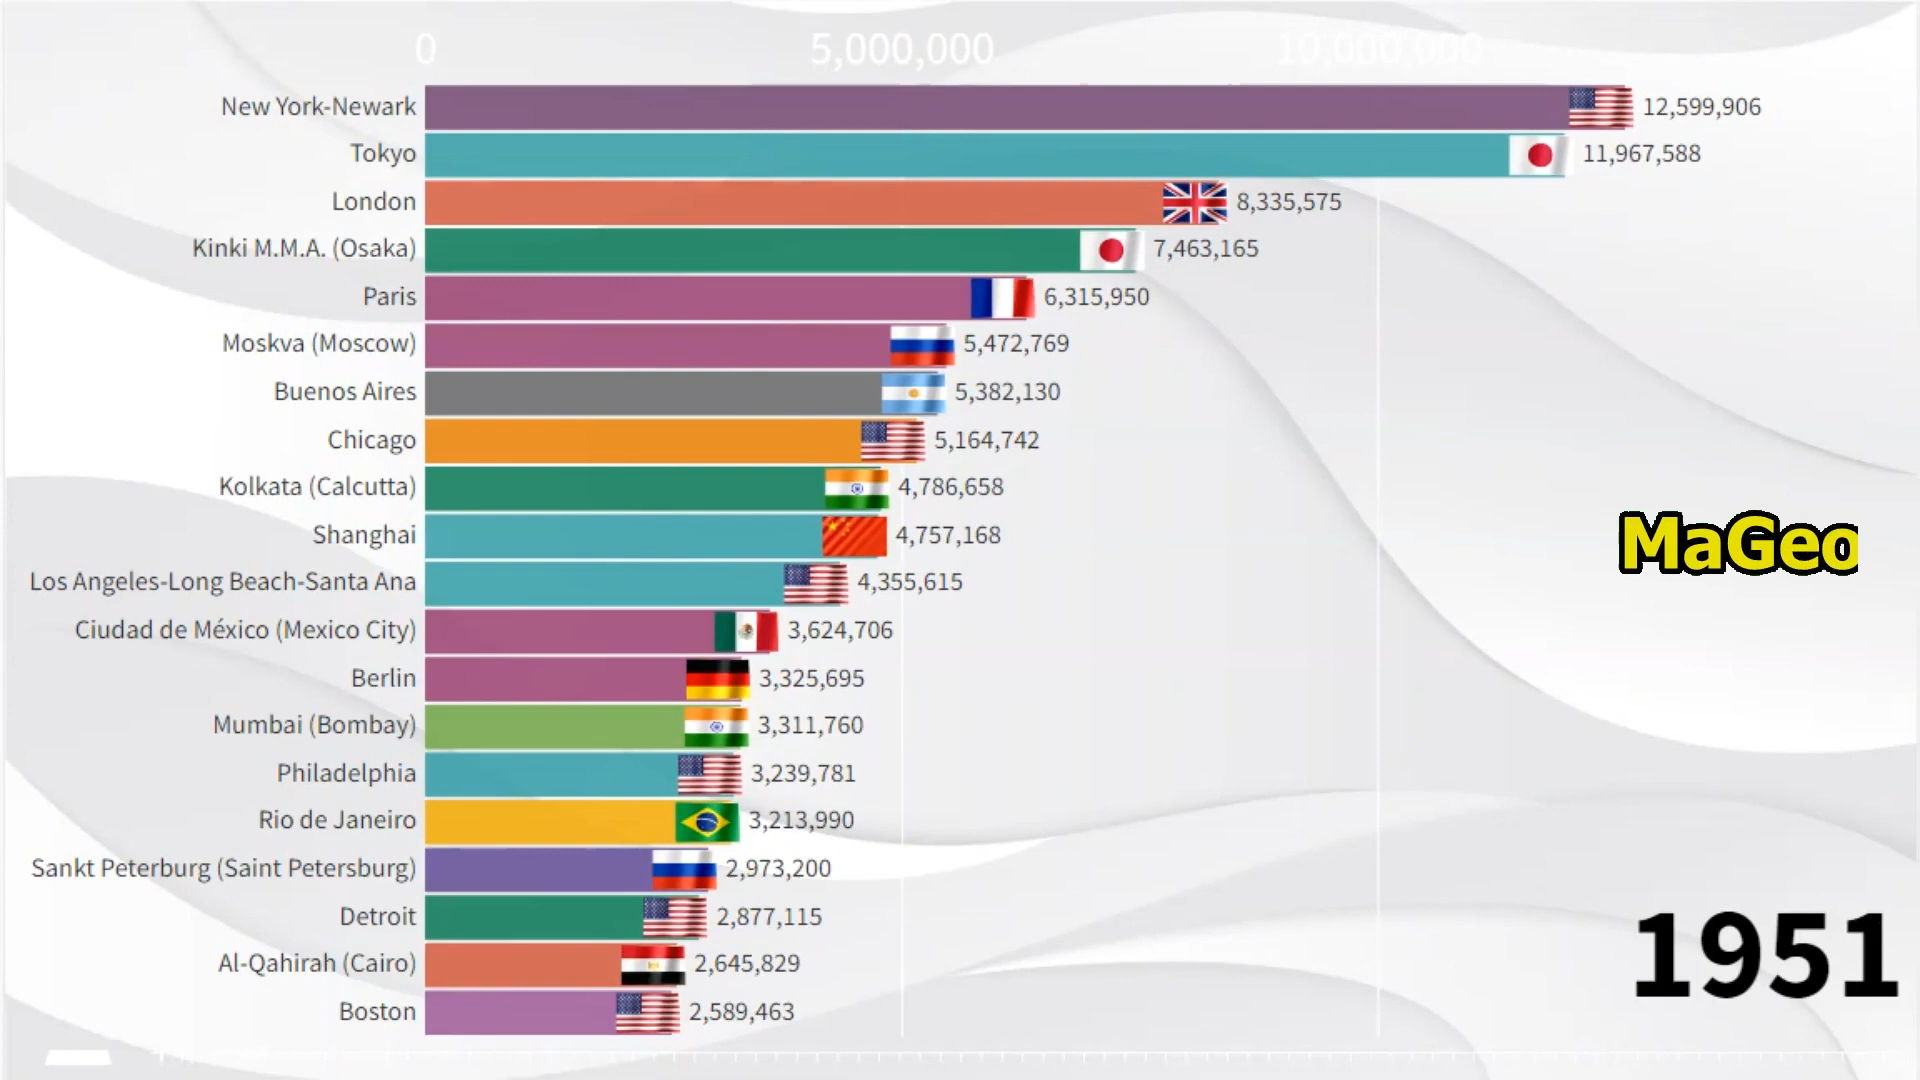 0 5,000,000 10,000,000
New York-Newark 12,599,906
Tokyo 11,967,588
London 8,335,575
Kinki M.M.A. (Osaka) 7,463,165
Paris 6,315,950
Moskva (Moscow) 5,472,769
Buenos Aires 5,382,130
Chicago 5,164,742
Kolkata (Calcutta) 4,786,658
Shanghai 4,757,168
MaGeo
Los Angeles-Long Beach-Santa Ana 4,355,615
Ciudad de México (Mexico City) 3,624,706
Berlin 3,325,695
Mumbai (Bombay) 3,311,760
Philadelphia 3,239,781
Rio de Janeiro 3,213,990
Sankt Peterburg (Saint Petersburg) 2,973,200
Detroit 2,877,115
1951
Al-Qahirah (Cairo) 2,645,829
Boston 2,589,463